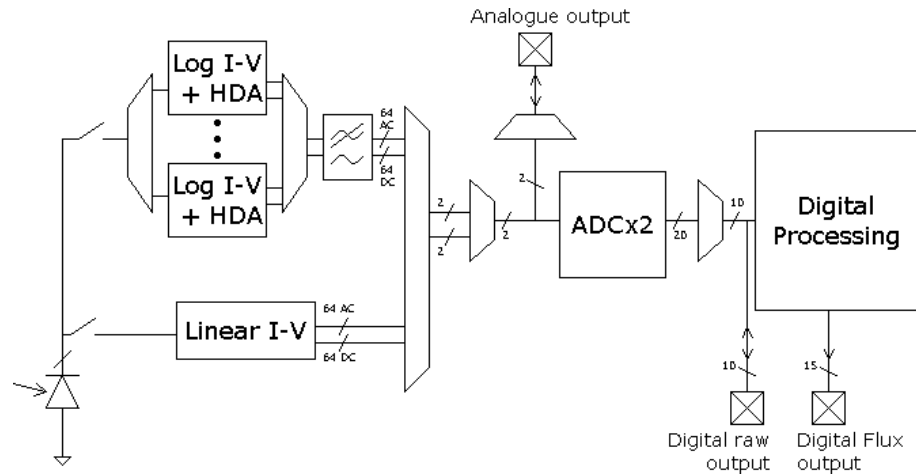 Analogue output
Log I-V
+ HDA
Log I-V
+ HDA
64
AC
64
DC
2
2
2
2
ADCx2
20
10
Digital
Processing
Linear I-V
64 AC
64 DC
10
15
Digital raw
output
Digital Flux
output